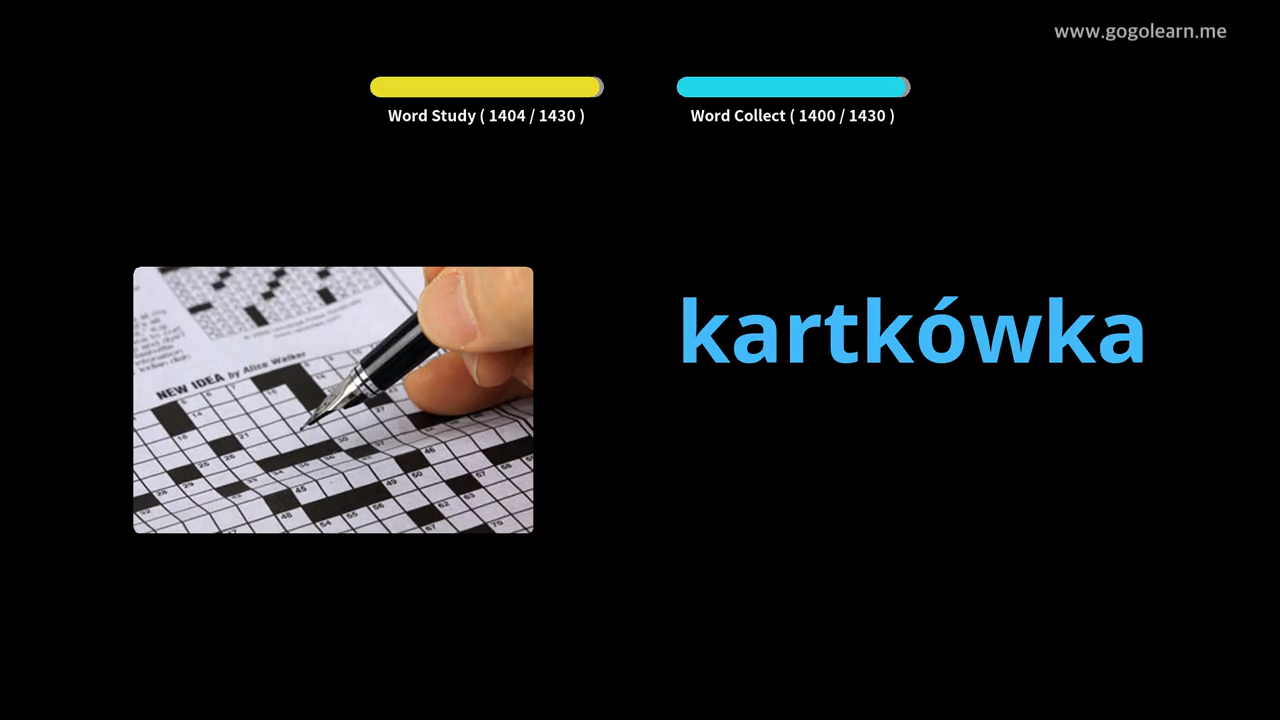 www.gogolearn.me
Word Study ( 1404 / 1430 )
Word Collect ( 1400 / 1430 )
kartkówka
NEW IDEA by Alice Walker